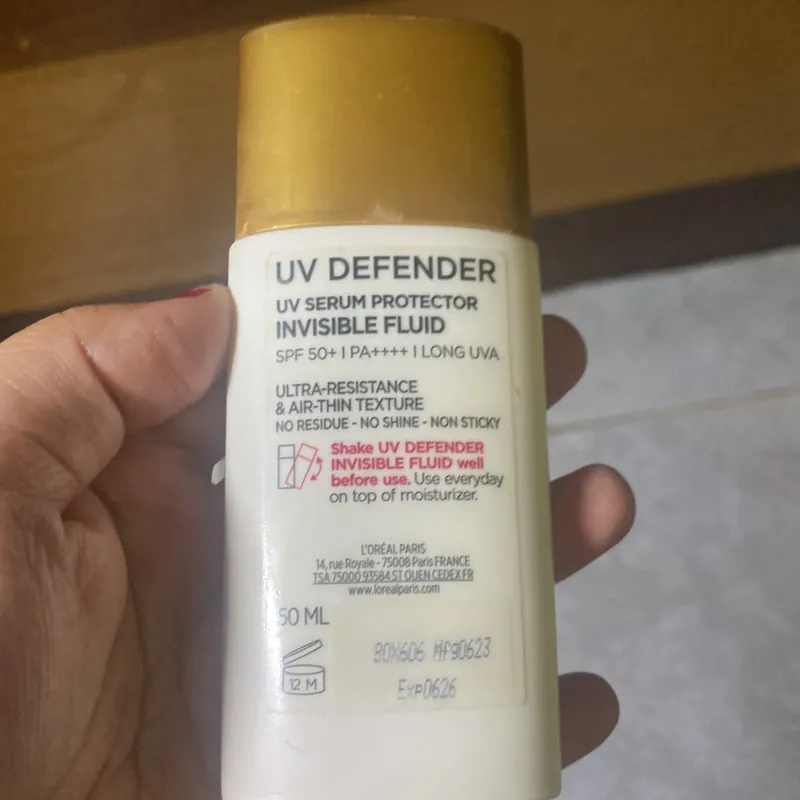 UV DEFENDER
UV SERUM PROTECTOR
INVISIBLE FLUID
SPF 50+ I PA++++ I LONG UVA
ULTRA-RESISTANCE
& AIR-THIN TEXTURE
NO RESIDUE - NO SHINE - NON STICKY
Shake UV DEFENDER
INVISIBLE FLUID well
before use. Use everyday
on top of moisturizer.
L'ORÉAL PARIS
14, rue Royale - 75008 Paris FRANCE
TSA 75000 93584 ST OUEN CEDEX FR
www.lorealparis.com
50 ML
12 M
80X606 Mfg0623
Exp0626